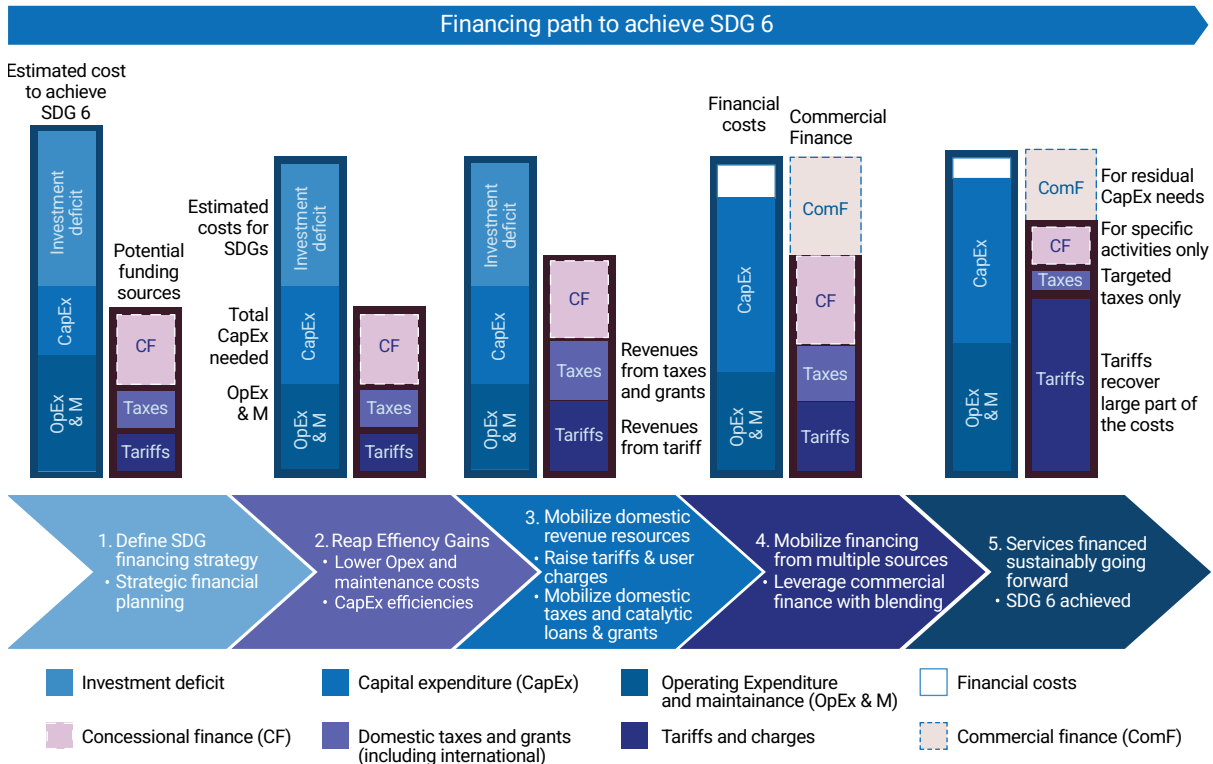 Financing path to achieve SDG 6
Estimated cost
to achieve
SDG 6
Investment
deficit
CapEx
OpEx
& M
Potential
funding
sources
CF
Taxes
Tariffs
Estimated
costs for
SDGs
Total
CapEx
needed
OpEx
& M
Investment
deficit
CapEx
OpEx
& M
CF
Taxes
Tariffs
Investment
deficit
CapEx
OpEx
& M
CF
Taxes
Tariffs
Revenues
from taxes
and grants
Revenues
from tariff
Financial
costs
CapEx
OpEx
& M
Commercial
Finance
ComF
CF
Taxes
Tariffs
CapEx
OpEx
& M
ComF
CF
Taxes
Tariffs
For residual
CapEx needs
For specific
activities only
Targeted
taxes only
Tariffs
recover
large part of
the costs
1. Define SDG
financing strategy
• Strategic financial
planning
2. Reap Effiency Gains
• Lower Opex and
maintenance costs
• CapEx efficiencies
3. Mobilize domestic
revenue resources
• Raise tariffs & user
charges
• Mobilize domestic
taxes and catalytic
loans & grants
4. Mobilize financing
from multiple sources
• Leverage commercial
finance with blending
5. Services financed
sustainably going
forward
• SDG 6 achieved
Investment deficit
Capital expenditure (CapEx)
Operating Expenditure
and maintainance (OpEx & M)
Financial costs
Concessional finance (CF)
Domestic taxes and grants
(including international)
Tariffs and charges
Commercial finance (ComF)